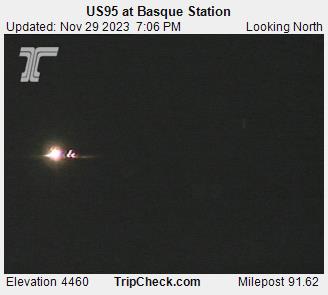 US95 at Basque Station
Updated: Nov 29 2023 7:06 PM Looking North
Elevation 4460 TripCheck.com Milepost 91.62